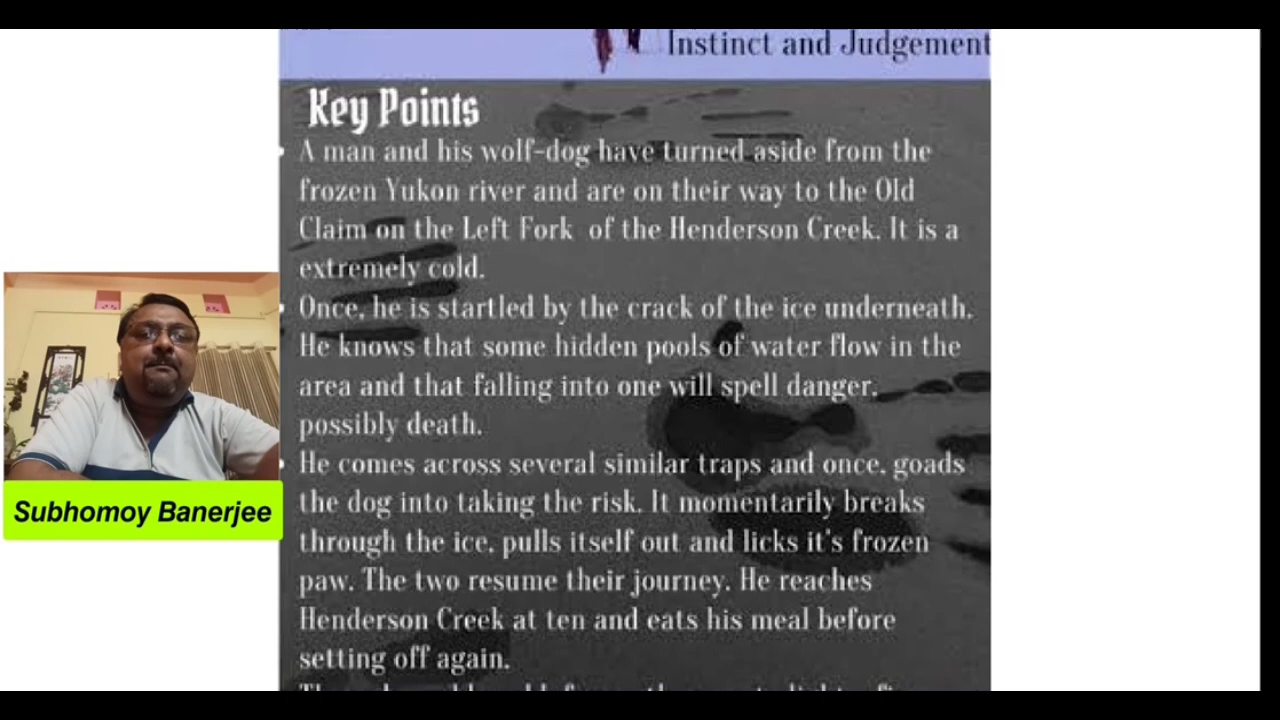 Instinct and Judgement
Key Points
A man and his wolf-dog have turned aside from the
frozen Yukon river and are on their way to the Old
Claim on the Left Fork of the Henderson Creek. It is a
extremely cold.
Once, he is startled by the crack of the ice underneath.
He knows that some hidden pools of water flow in the
area and that falling into one will spell danger,
possibly death.
He comes across several similar traps and once, goads
the dog into taking the risk. It momentarily breaks
through the ice, pulls itself out and licks it's frozen
paw. The two resume their journey. He reaches
Henderson Creek at ten and eats his meal before
setting off again.
Subhomoy Banerjee